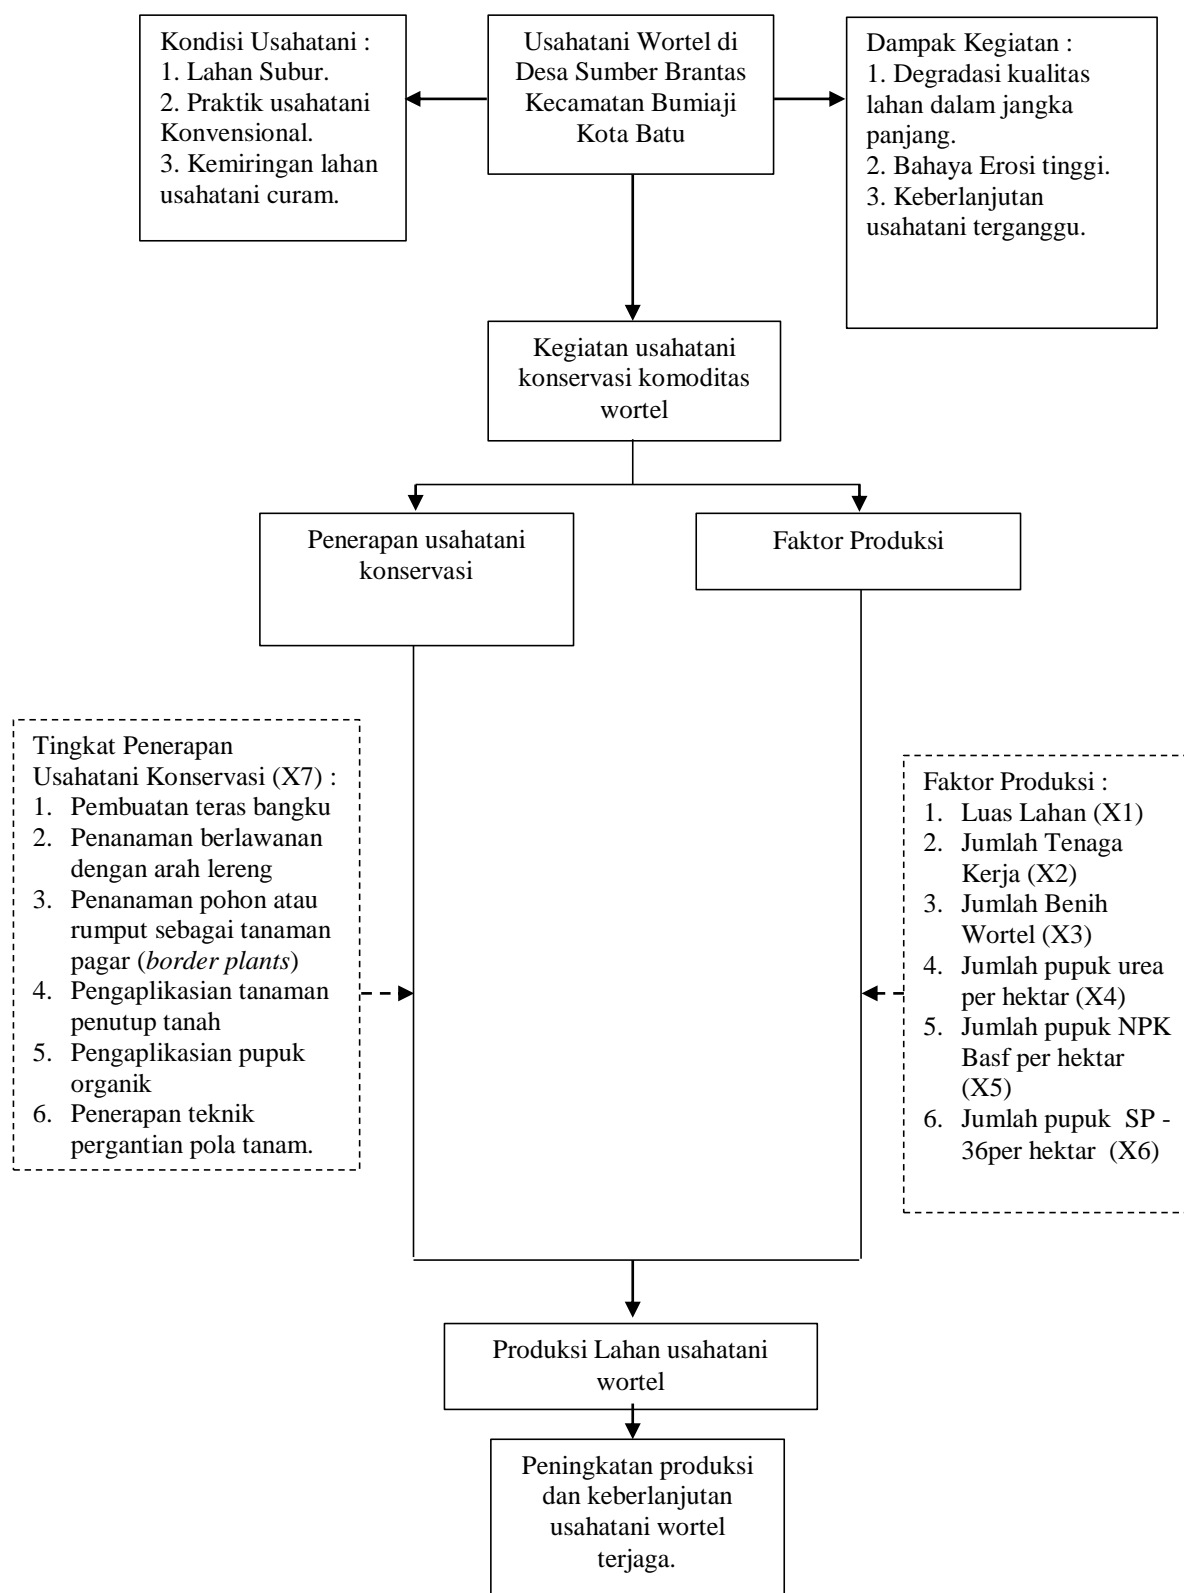 Kondisi Usahatani :
1. Lahan Subur.
2. Praktik usahatani
Konvensional.
3. Kemiringan lahan
usahatani curam.
Usahatani Wortel di
Desa Sumber Brantas
Kecamatan Bumiaji
Kota Batu
Dampak Kegiatan :
1. Degradasi kualitas
lahan dalam jangka
panjang.
2. Bahaya Erosi tinggi.
3. Keberlanjutan
usahatani terganggu.
Kegiatan usahatani
konservasi komoditas
wortel
Penerapan usahatani
konservasi
Faktor Produksi
Tingkat Penerapan
Usahatani Konservasi (X7) :
1. Pembuatan teras bangku
2. Penanaman berlawanan
dengan arah lereng
3. Penanaman pohon atau
rumput sebagai tanaman
pagar (border plants)
4. Pengaplikasian tanaman
penutup tanah
5. Pengaplikasian pupuk
organik
6. Penerapan teknik
pergantian pola tanam.
Faktor Produksi :
1. Luas Lahan (X1)
2. Jumlah Tenaga
Kerja (X2)
3. Jumlah Benih
Wortel (X3)
4. Jumlah pupuk urea
per hektar (X4)
5. Jumlah pupuk NPK
Basf per hektar
(X5)
6. Jumlah pupuk SP -
36per hektar (X6)
Produksi Lahan usahatani
wortel
Peningkatan produksi
dan keberlanjutan
usahatani wortel
terjaga.